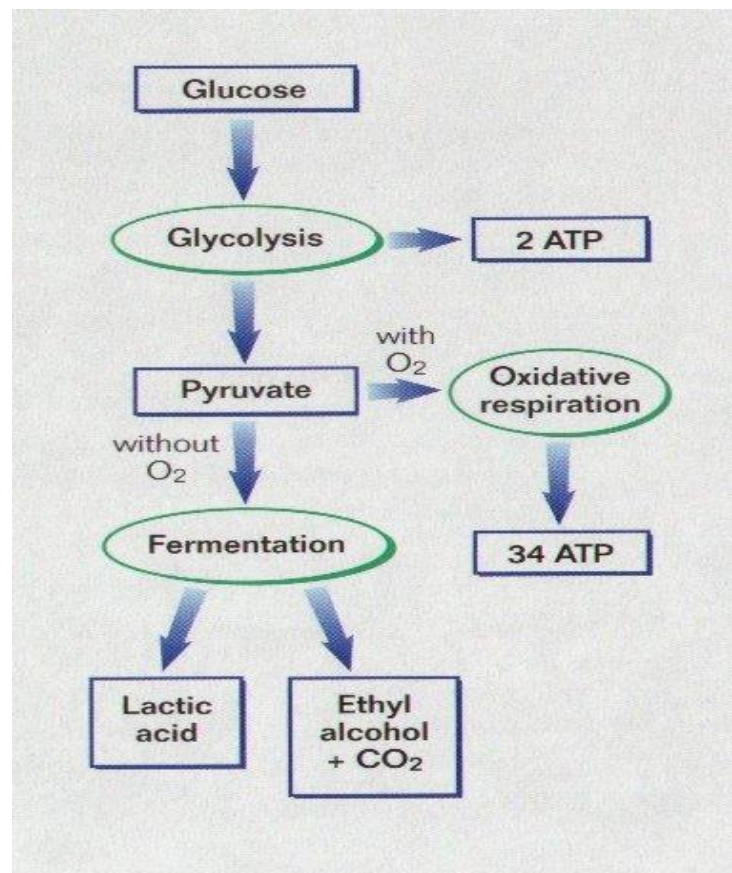 Glucose
Glycolysis
2 ATP
with
O₂
Pyruvate
Oxidative
respiration
without
O₂
Fermentation
34 ATP
Lactic
acid
Ethyl
alcohol
+ CO₂